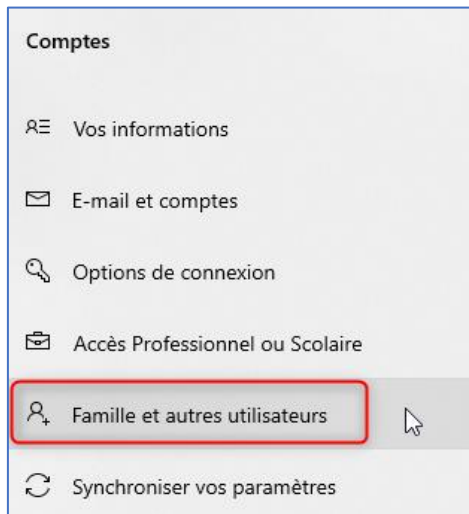 Comptes
Vos informations
E-mail et comptes
Options de connexion
Accès Professionnel ou Scolaire
Famille et autres utilisateurs
Synchroniser vos paramètres